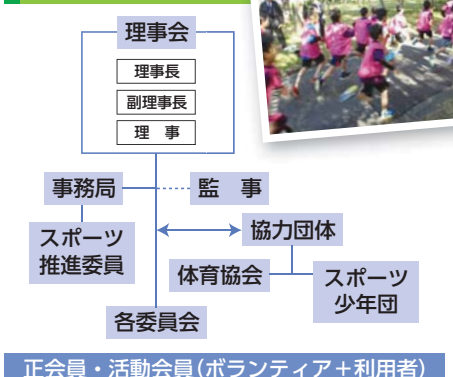 理事会
理事長
副理事長
理　事
事務局
監　事
スポーツ
推進委員
協力団体
体育協会
スポーツ
少年団
各委員会
正会員・活動会員（ボランティア＋利用者）